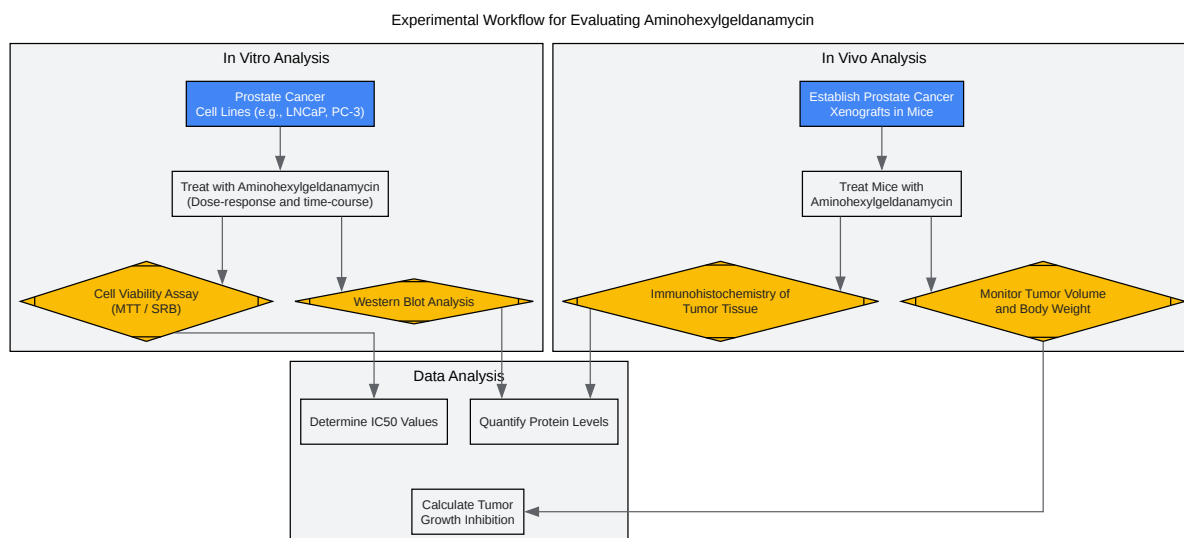 Experimental Workflow for Evaluating Aminohexylgeldanamycin
In Vitro Analysis
Prostate Cancer
Cell Lines (e.g., LNCaP, PC-3)
Treat with Aminohexylgeldanamycin
(Dose-response and time-course)
Cell Viability Assay
(MTT / SRB)
Western Blot Analysis
In Vivo Analysis
Establish Prostate Cancer
Xenografts in Mice
Treat Mice with
Aminohexylgeldanamycin
Immunohistochemistry of
Tumor Tissue
Monitor Tumor Volume
and Body Weight
Data Analysis
Determine IC50 Values
Quantify Protein Levels
Calculate Tumor
Growth Inhibition